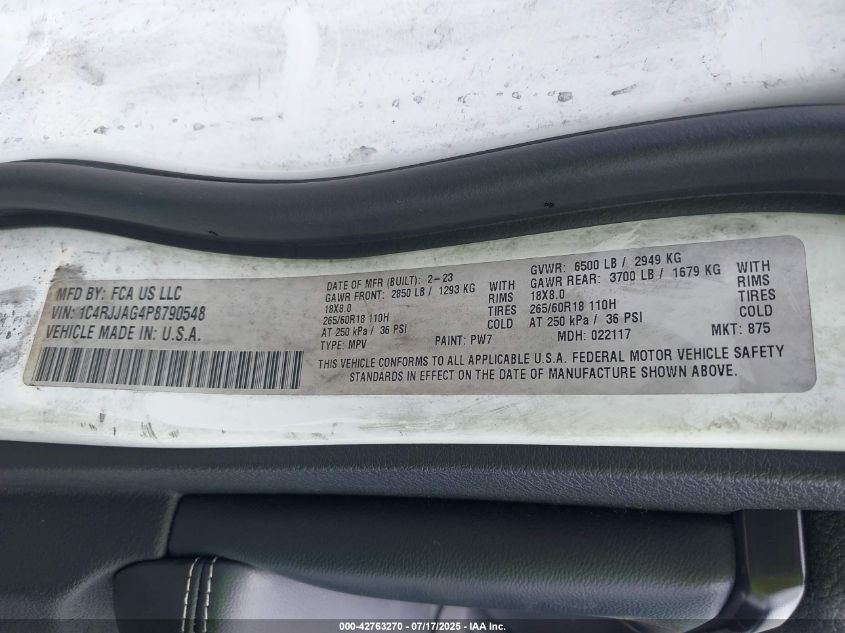 MFD BY: FCA US LLC
VIN: 1C4RJJAG4P8790548
VEHICLE MADE IN: U.S.A.
DATE OF MFR (BUILT): 2-23
GAWR FRONT: 2850 LB / 1293 KG WITH
18X8.0 RIMS
265/60R18 110H TIRES
AT 250 kPa / 36 PSI COLD
TYPE: MPV PAINT: PW7
GVWR: 6500 LB / 2949 KG
GAWR REAR: 3700 LB / 1679 KG WITH
18X8.0 RIMS
265/60R18 110H TIRES
AT 250 kPa / 36 PSI COLD
MDH: 022117 MKT: 875
THIS VEHICLE CONFORMS TO ALL APPLICABLE U.S.A. FEDERAL MOTOR VEHICLE SAFETY
STANDARDS IN EFFECT ON THE DATE OF MANUFACTURE SHOWN ABOVE.
000-42763270 - 07/17/2025 - IAA Inc.